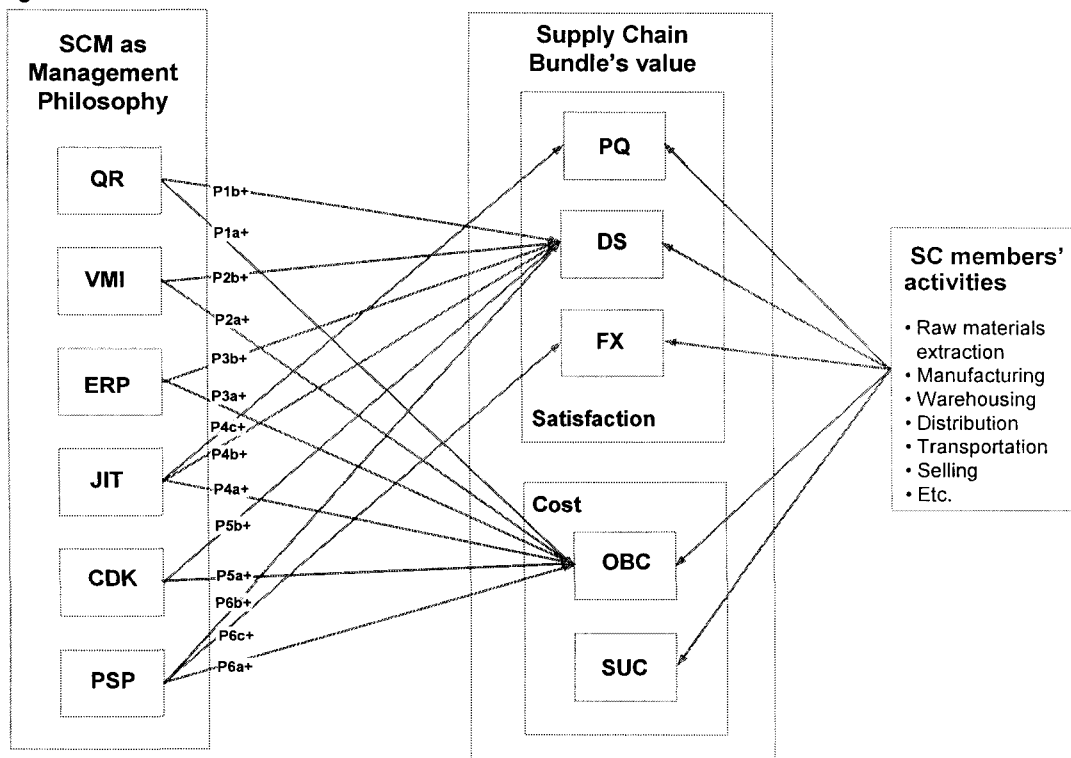 SCM as
Management
Philosophy
QR
VMI
ERP
JIT
CDK
PSP
P1b+
P1a+
P2b+
P2a+
P3b+
P3a+
P4c+
P4b+
P4a+
P5b+
P5a+
P6b+
P6c+
P6a+
Supply Chain
Bundle's value
PQ
DS
FX
Satisfaction
Cost
OBC
SUC
SC members'
activities
• Raw materials
extraction
• Manufacturing
• Warehousing
• Distribution
• Transportation
• Selling
• Etc.